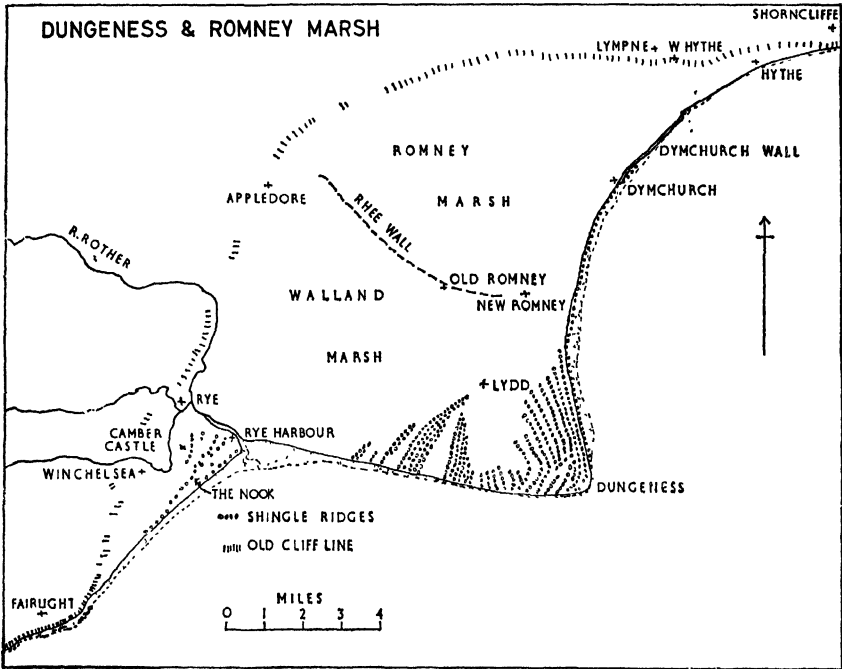 DUNGENESS & ROMNEY MARSH
SHORNCLIFFE
LYMPNE
W HYTHE
HYTHE
ROMNEY
MARSH
DYMCHURCH WALL
DYMCHURCH
APPLEDORE
RHEE WALL
R. ROTHER
OLD ROMNEY
NEW ROMNEY
WALLAND
MARSH
LYDD
RYE
CAMBER
CASTLE
RYE HARBOUR
WINCHELSEA
THE NOOK
DUNGENESS
SHINGLE RIDGES
OLD CLIFF LINE
FAIRLIGHT
MILES
0 1 2 3 4